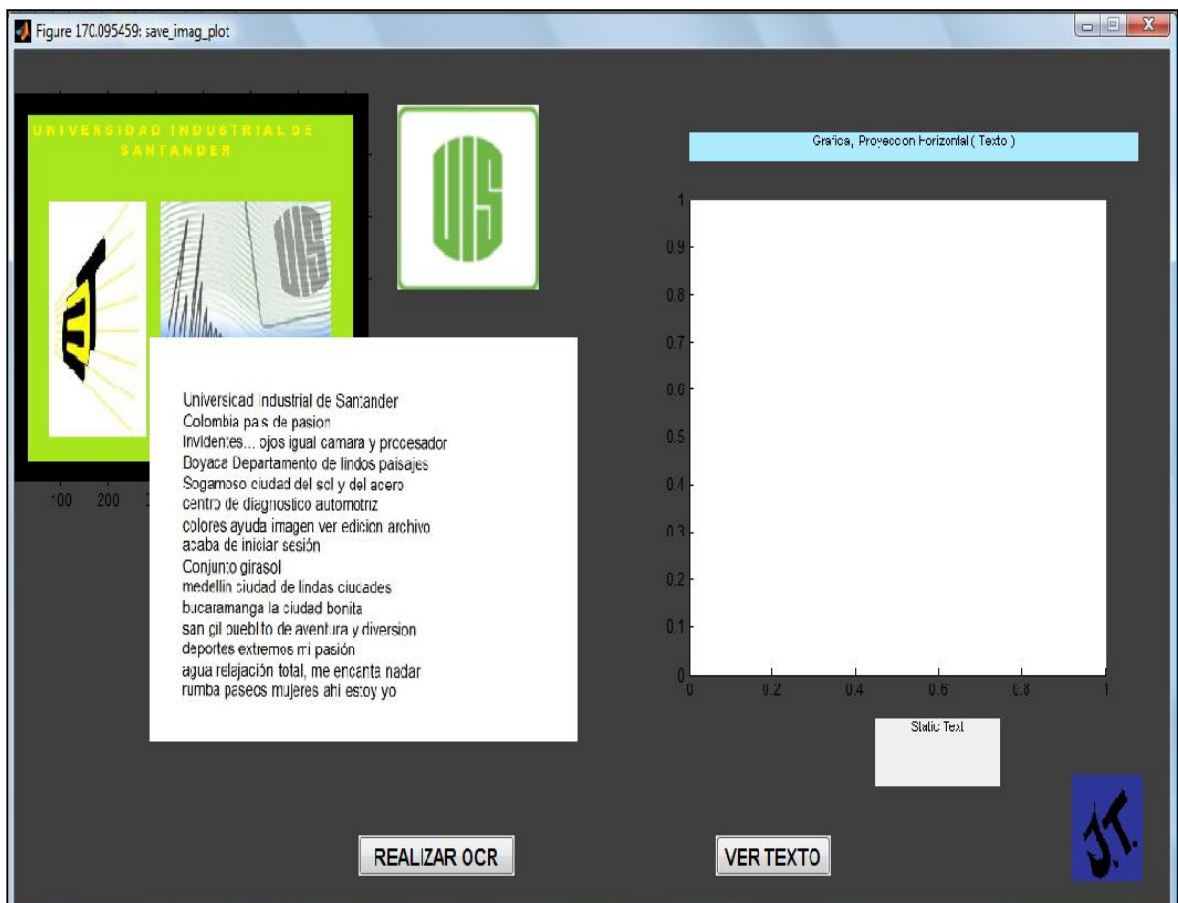 Figure 170.095459: save_imag_plot
UNIVERSIDAD INDUSTRIAL DE
SANTANDER
UIS
UIS
Grafica, Proyeccion Horizontal ( Texto )
Universidad Industrial de Santander
Colombia pais de pasion
Invidentes... ojos igual camara y procesador
Boyaca Departamento de lindos paisajes
Sogamoso ciudad del sol y del acero
centro de diagnostico automotriz
colores ayuda imagen ver edicion archivo
acaba de iniciar sesión
Conjunto girasol
medellin ciudad de lindas ciudades
bucaramanga la ciudad bonita
san gil pueblito de aventura y diversion
deportes extremos mi pasión
agua relajación total, me encanta nadar
rumba paseos mujeres ahi estoy yo
100 200
1
0.9
0.8
0.7
0.6
0.5
0.4
0.3
0.2
0.1
0
0 0.2 0.4 0.6 0.8 1
Static Text
REALIZAR OCR
VER TEXTO
J.T.